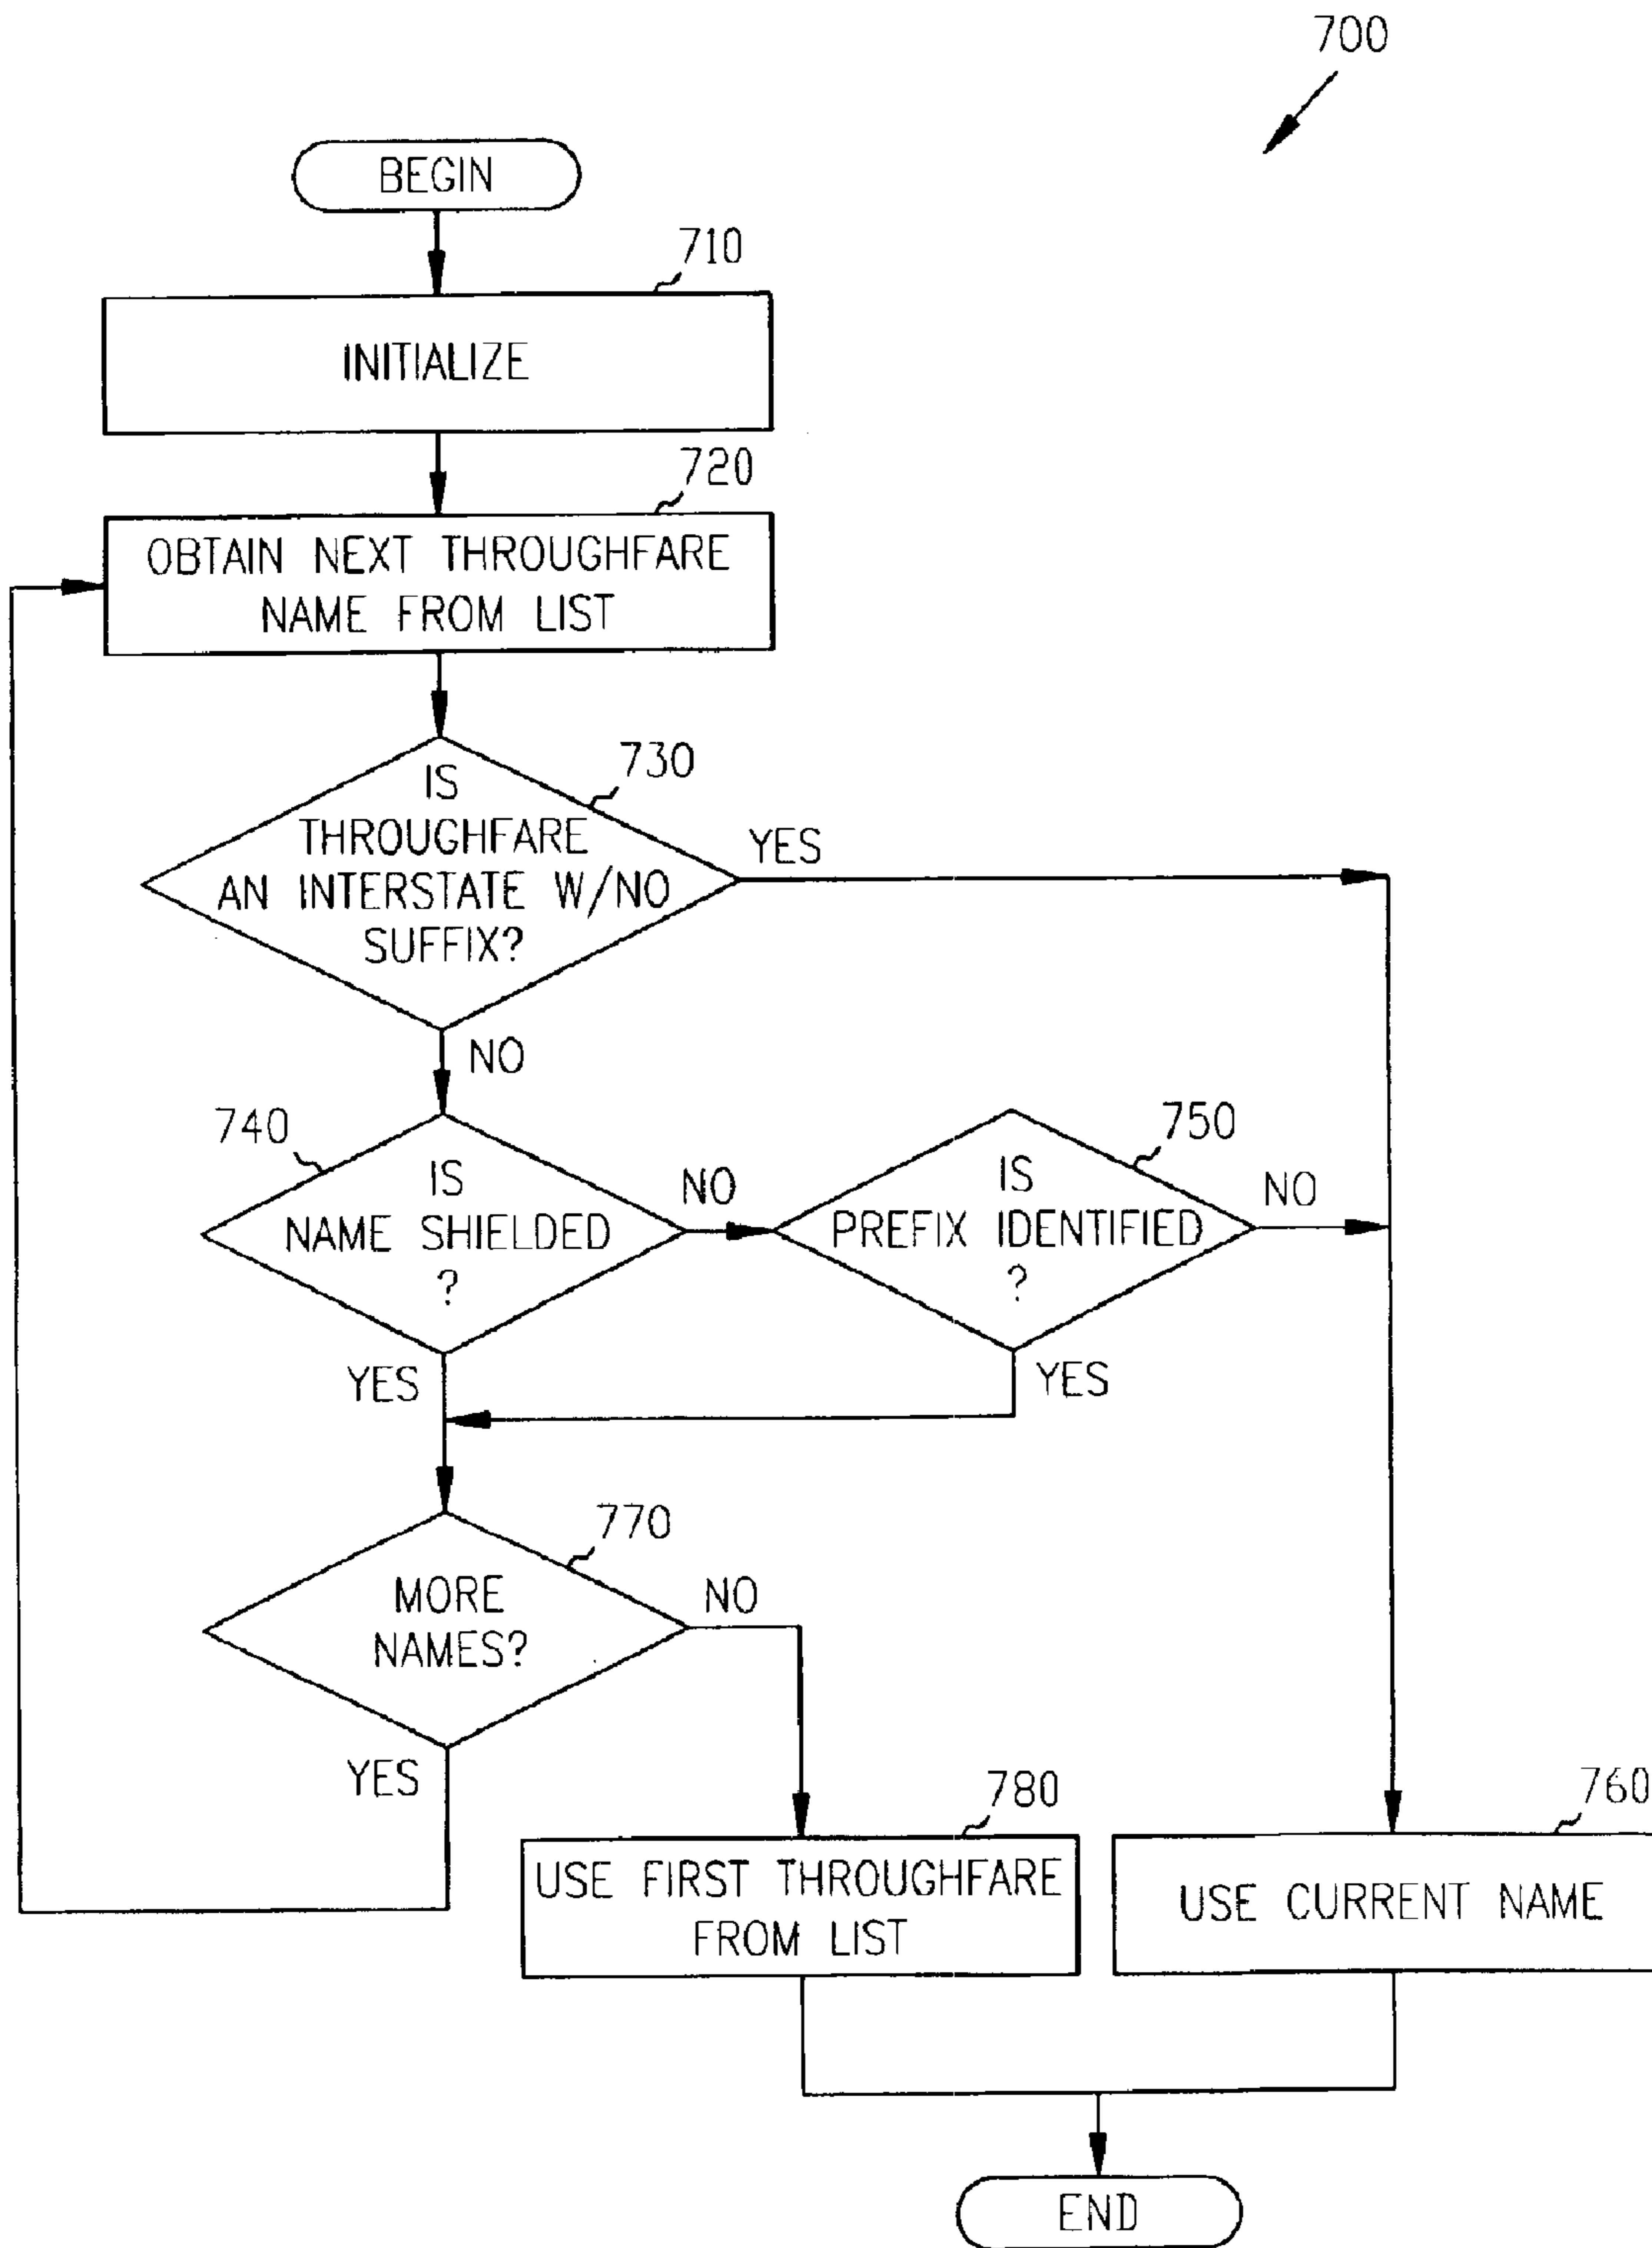 700
BEGIN
710
INITIALIZE
720
OBTAIN NEXT THROUGHFARE
NAME FROM LIST
730
IS
THROUGHFARE
AN INTERSTATE W/NO
SUFFIX?
YES
NO
740
IS
NAME SHIELDED
?
NO
750
IS
PREFIX IDENTIFIED
?
NO
YES
YES
770
MORE
NAMES?
NO
YES
780
USE FIRST THROUGHFARE
FROM LIST
760
USE CURRENT NAME
END